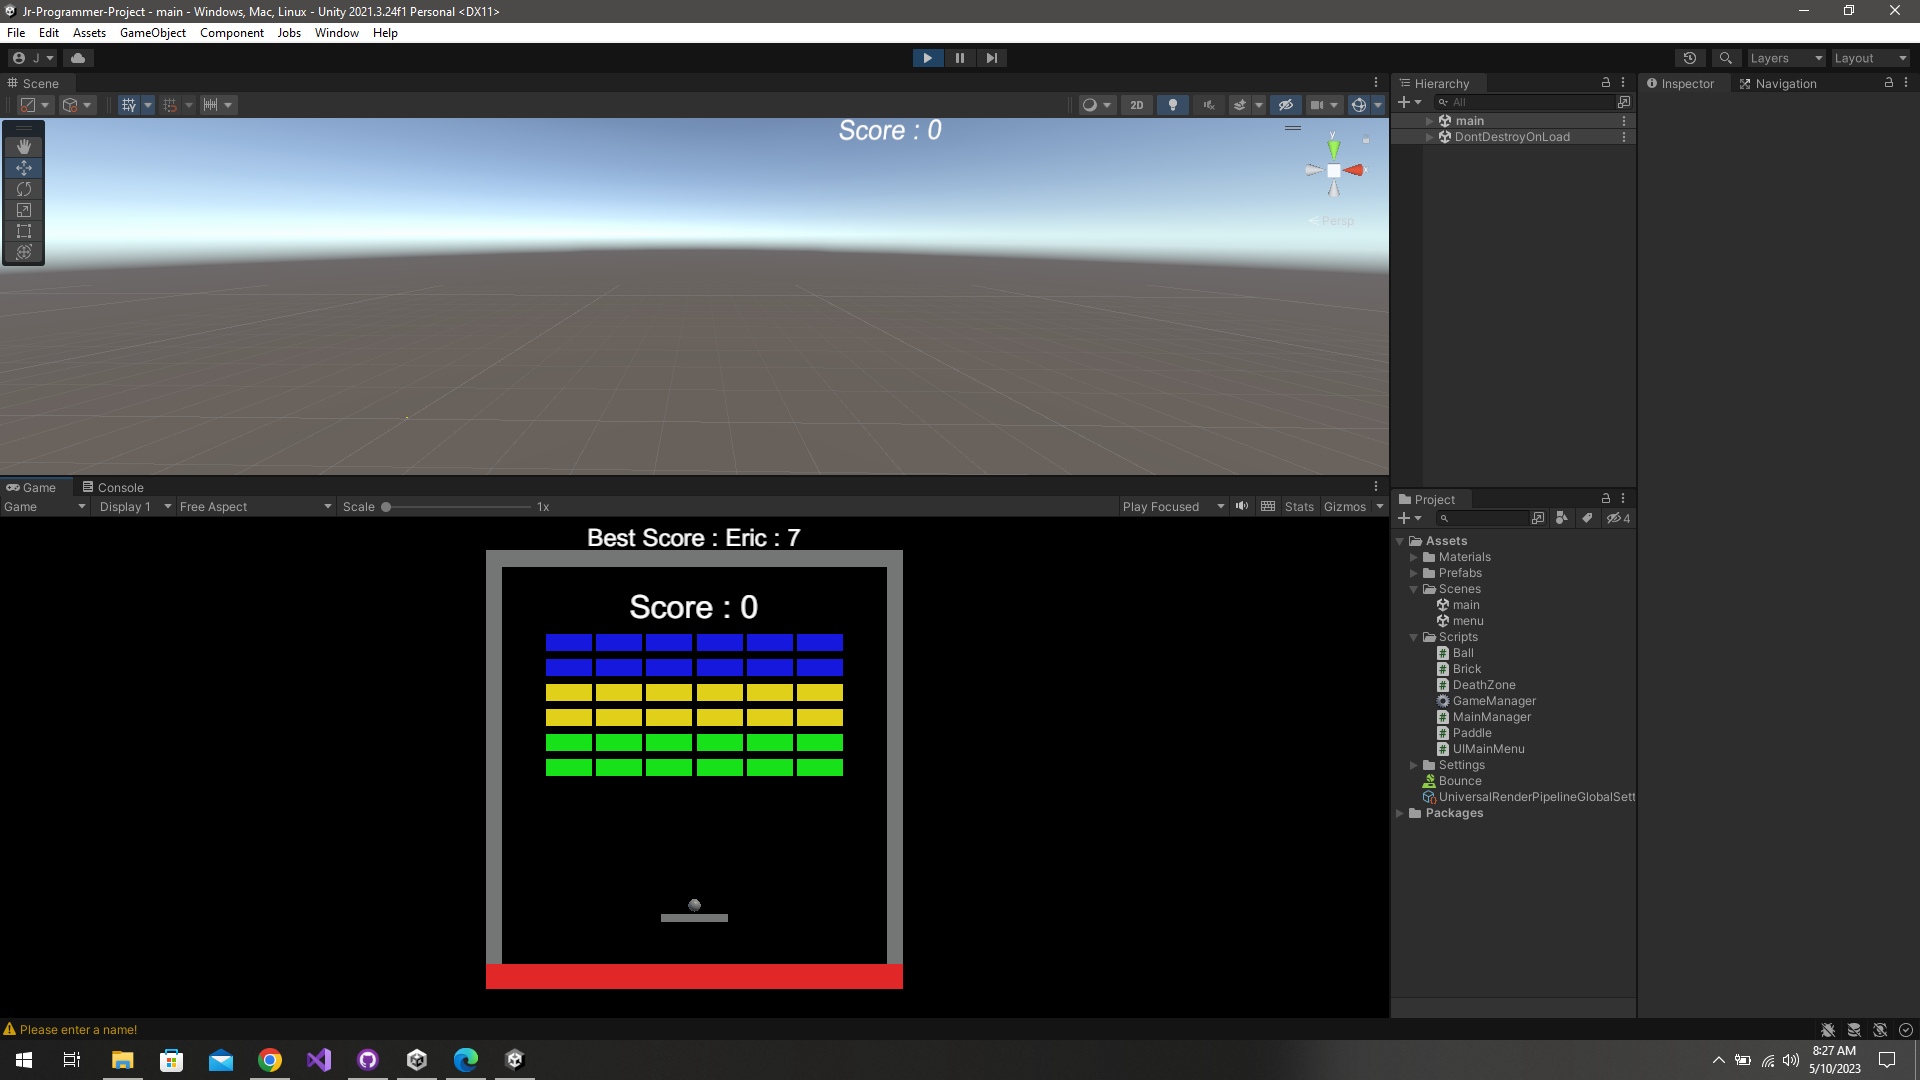 Jr-Programmer-Project - main - Windows, Mac, Linux - Unity 2021.3.24f1 Personal <DX11>
File Edit Assets GameObject Component Jobs Window Help
J Layers Layout
Scene
2D
Score : 0
y
x
Persp
Hierarchy
All
main
DontDestroyOnLoad
Inspector Navigation
Game Console
Game Display 1 Free Aspect Scale 1x Play Focused Stats Gizmos
Best Score : Eric : 7
Score : 0
Project
4
Assets
Materials
Prefabs
Scenes
main
menu
Scripts
Ball
Brick
DeathZone
GameManager
MainManager
Paddle
UIMainMenu
Settings
Bounce
UniversalRenderPipelineGlobalSett
Packages
Please enter a name!
8:27 AM
5/10/2023